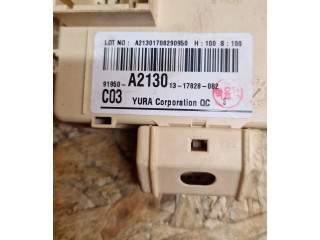 LOT NO: A21301708290950 H:100 S:100
91950-A2130 13-17828-082
C03 YURA Corporation QC